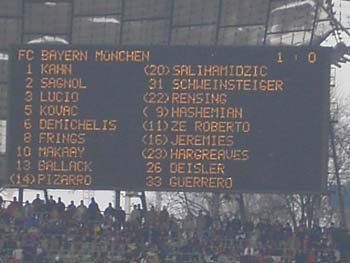 FC BAYERN MÜNCHEN 1 : 0
1 KAHN (20) SALIHAMIDZIC
2 SAGNOL 31 SCHWEINSTEIGER
3 LUCIO (22) RENSING
5 KOVAC ( 9) HASHEMIAN
6 DEMICHELIS (11) ZE ROBERTO
8 FRINGS (16) JEREMIES
10 MAKAAY (23) HARGREAVES
13 BALLACK 26 DEISLER
(14) PIZARRO 33 GUERRERO